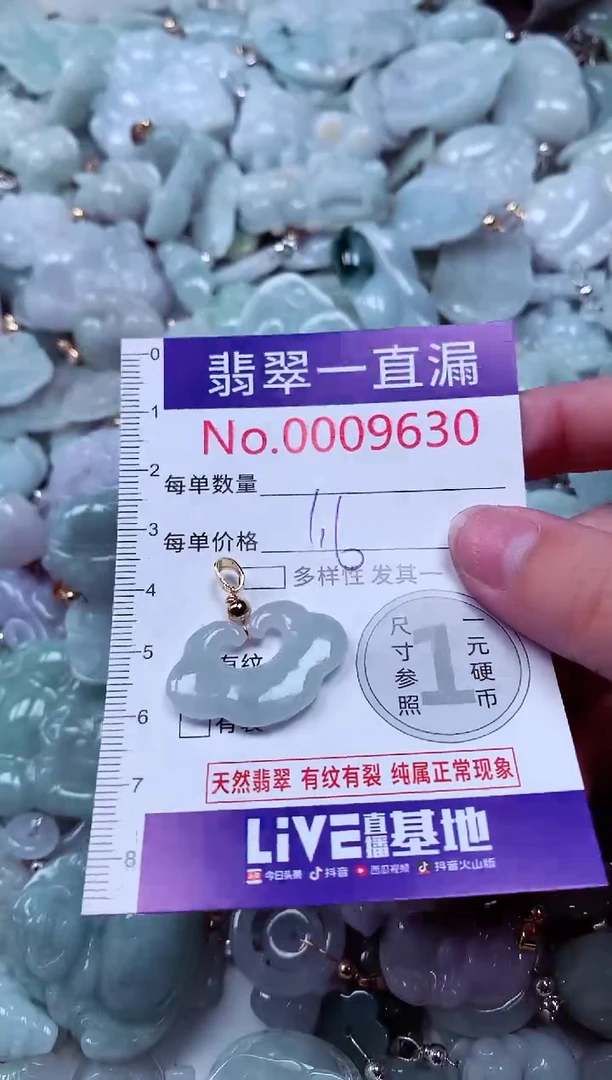 翡翠一直漏
No.0009630
每单数量
每单价格
多样性 发其一
有纹
尺寸参照
1
一元硬币
天然翡翠 有纹有裂 纯属正常现象
LiVE直播基地
今日头条 抖音 西瓜视频 抖音火山版
0
1
2
3
4
5
6
7
8